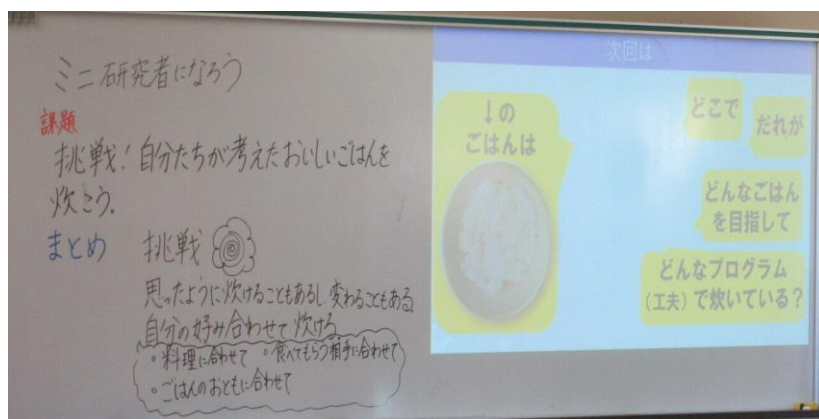 ミニ研究者になろう
課題
挑戦！自分たちが考えたおいしいごはんを
炊こう。
まとめ 挑戦
思ったように炊けることもあるし変わることもある。
自分の好み合わせて炊ける
・料理に合わせて ・食べてもらう相手に合わせて
・ごはんのおともに合わせて
次回は
↓の
ごはんは
どこで
だれが
どんなごはん
を目指して
どんなプログラム
（工夫）で炊いている？